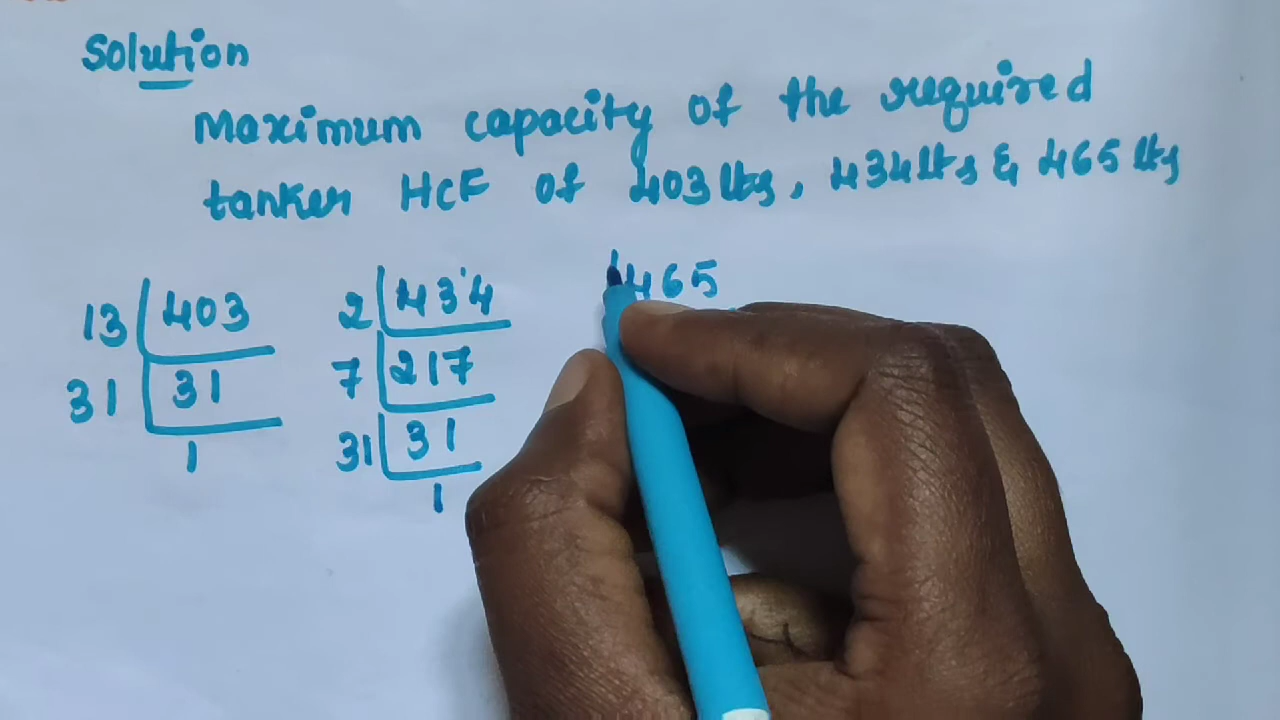 Solution
Maximum capacity of the required
tanker HCF of 403 lts, 434 lts & 465 lts
13 403
31 31
1
2 434
7 217
31 31
1
465